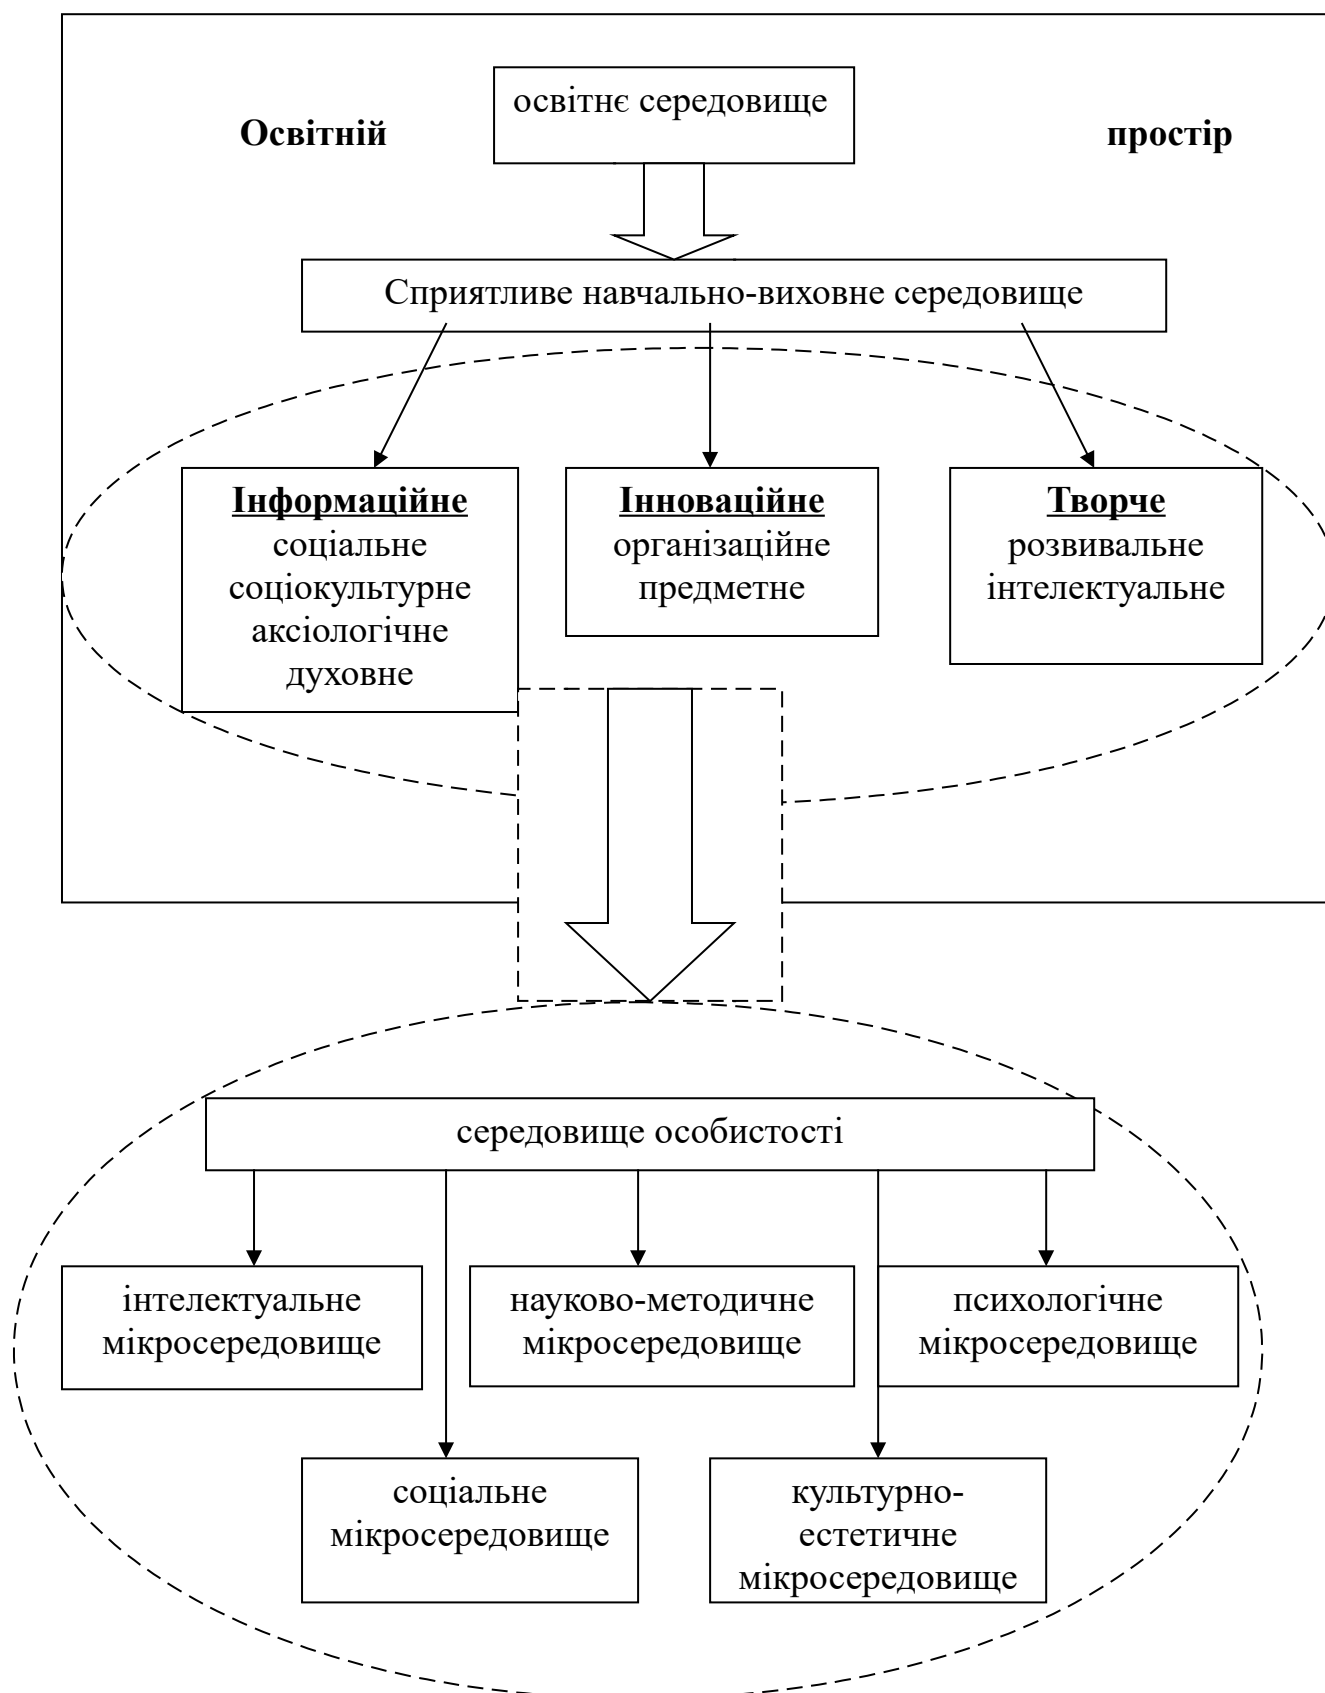 освітнє середовище
Освітній простір
Сприятливе навчально-виховне середовище
Інформаційне
соціальне
соціокультурне
аксіологічне
духовне
Інноваційне
організаційне
предметне
Творче
розвивальне
інтелектуальне
середовище особистості
інтелектуальне
мікросередовище
науково-методичне
мікросередовище
психологічне
мікросередовище
соціальне
мікросередовище
культурно-
естетичне
мікросередовище